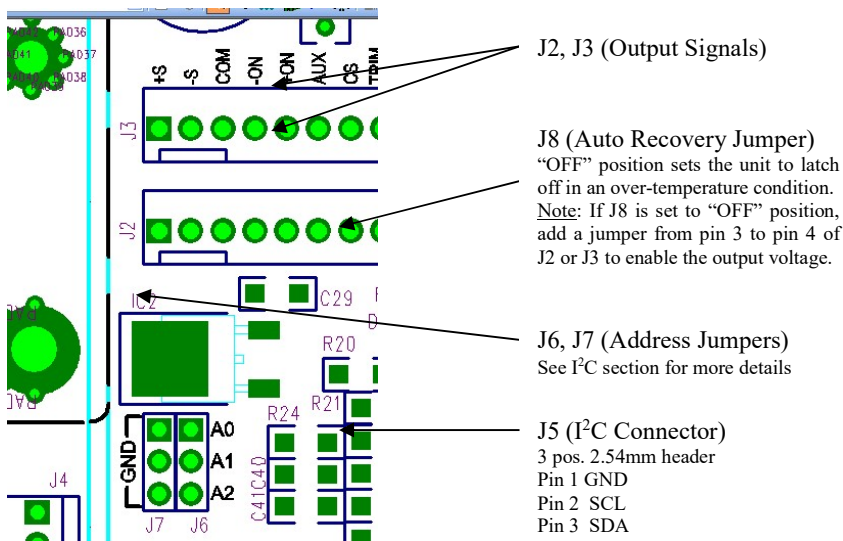 PAD36
PAD37
PAD38
+S
-S
COM
-ON
+ON
AUX
CS
TRIM
J3
J2
IC2
C29
R20
R21
R24
C40
C41
GND
A0
A1
A2
J7
J6
J4
J2, J3 (Output Signals)
J8 (Auto Recovery Jumper)
“OFF” position sets the unit to latch
off in an over-temperature condition.
Note: If J8 is set to “OFF” position,
add a jumper from pin 3 to pin 4 of
J2 or J3 to enable the output voltage.
J6, J7 (Address Jumpers)
See I²C section for more details
J5 (I²C Connector)
3 pos. 2.54mm header
Pin 1 GND
Pin 2 SCL
Pin 3 SDA